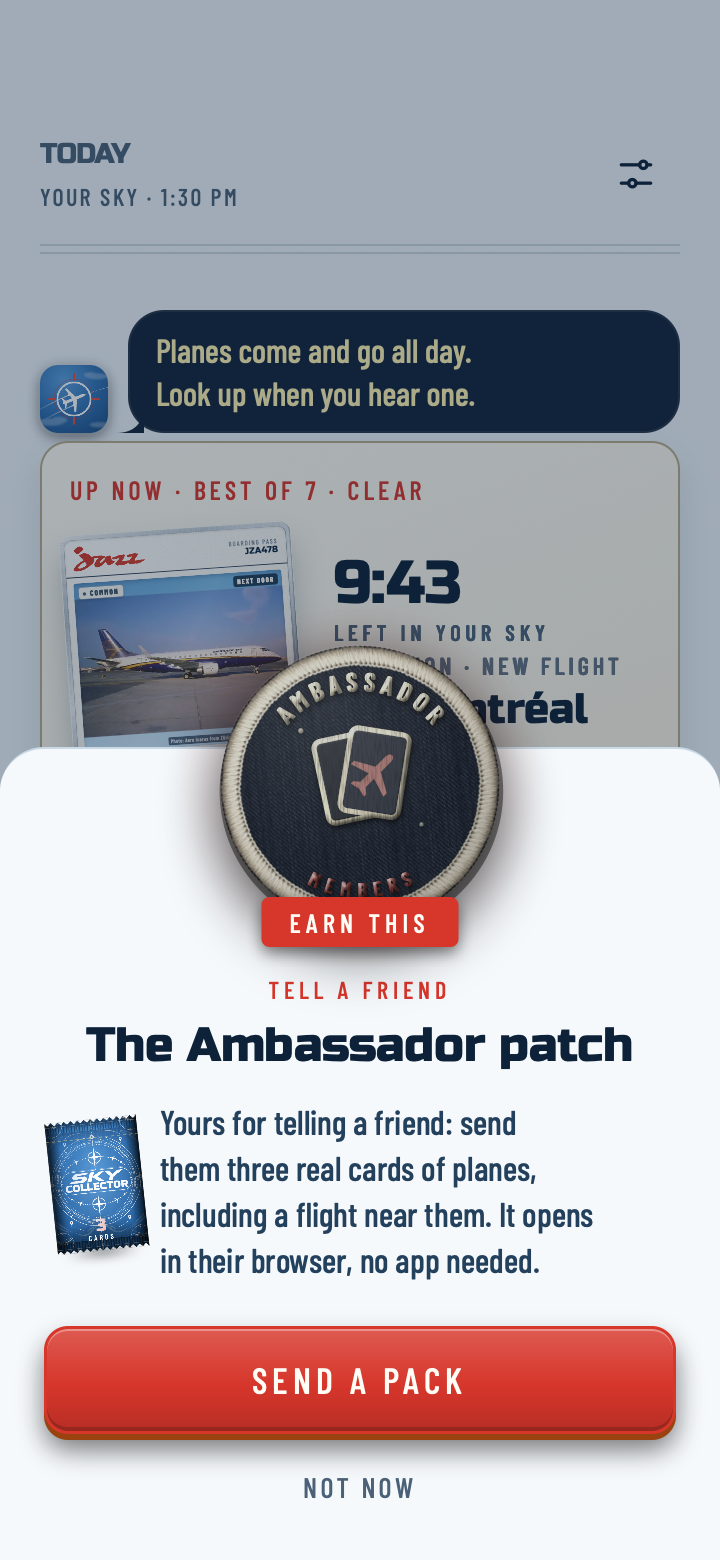 TODAY
YOUR SKY · 1:30 PM
Planes come and go all day.
Look up when you hear one.
UP NOW · BEST OF 7 · CLEAR
Jazz
BOARDING PASS
JZA478
• COMMON
NEXT DOOR
9:43
LEFT IN YOUR SKY
· NEW FLIGHT
AMBASSADOR
MEMBERS
EARN THIS
TELL A FRIEND
The Ambassador patch
SKY
COLLECTOR
3
CARDS
Yours for telling a friend: send
them three real cards of planes,
including a flight near them. It opens
in their browser, no app needed.
SEND A PACK
NOT NOW